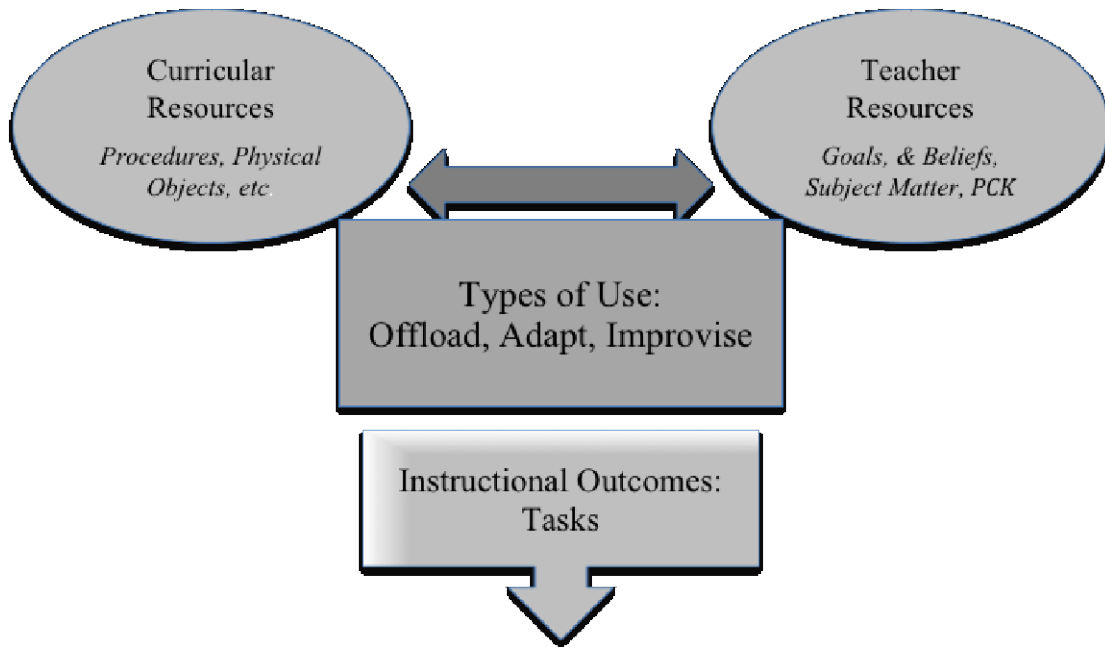 Curricular
Resources
Procedures, Physical
Objects, etc.
Teacher
Resources
Goals, & Beliefs,
Subject Matter, PCK
Types of Use:
Offload, Adapt, Improvise
Instructional Outcomes:
Tasks